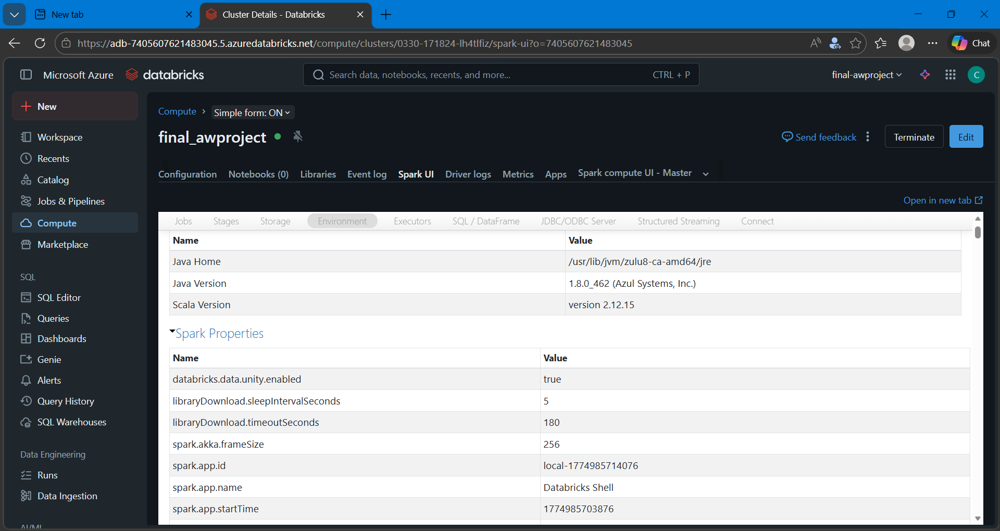 New tab
Cluster Details - Databricks
https://adb-7405607621483045.5.azuredatabricks.net/compute/clusters/0330-171824-lh4tlfiz/spark-ui?o=7405607621483045
Chat
Microsoft Azure
databricks
Search data, notebooks, recents, and more...
CTRL + P
final-awproject
C
New
Workspace
Recents
Catalog
Jobs & Pipelines
Compute
Marketplace
SQL
SQL Editor
Queries
Dashboards
Genie
Alerts
Query History
SQL Warehouses
Data Engineering
Runs
Data Ingestion
AI/ML
Compute > Simple form: ON
final_awproject
Send feedback
Terminate
Edit
Configuration Notebooks (0) Libraries Event log Spark UI Driver logs Metrics Apps Spark compute UI - Master
Open in new tab
Jobs Stages Storage Environment Executors SQL / DataFrame JDBC/ODBC Server Structured Streaming Connect
Name Value
Java Home /usr/lib/jvm/zulu8-ca-amd64/jre
Java Version 1.8.0_462 (Azul Systems, Inc.)
Scala Version version 2.12.15
Spark Properties
Name Value
databricks.data.unity.enabled true
libraryDownload.sleepIntervalSeconds 5
libraryDownload.timeoutSeconds 180
spark.akka.frameSize 256
spark.app.id local-1774985714076
spark.app.name Databricks Shell
spark.app.startTime 1774985703876